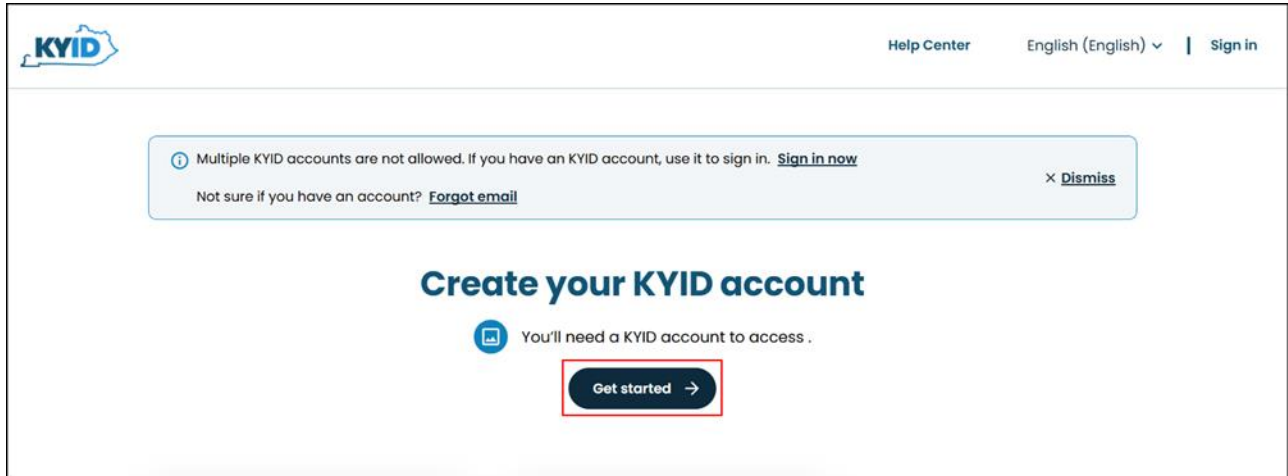 KYID
Help Center English (English) Sign in
Multiple KYID accounts are not allowed. If you have an KYID account, use it to sign in. Sign in now
Dismiss
Not sure if you have an account? Forgot email
Create your KYID account
You'll need a KYID account to access .
Get started